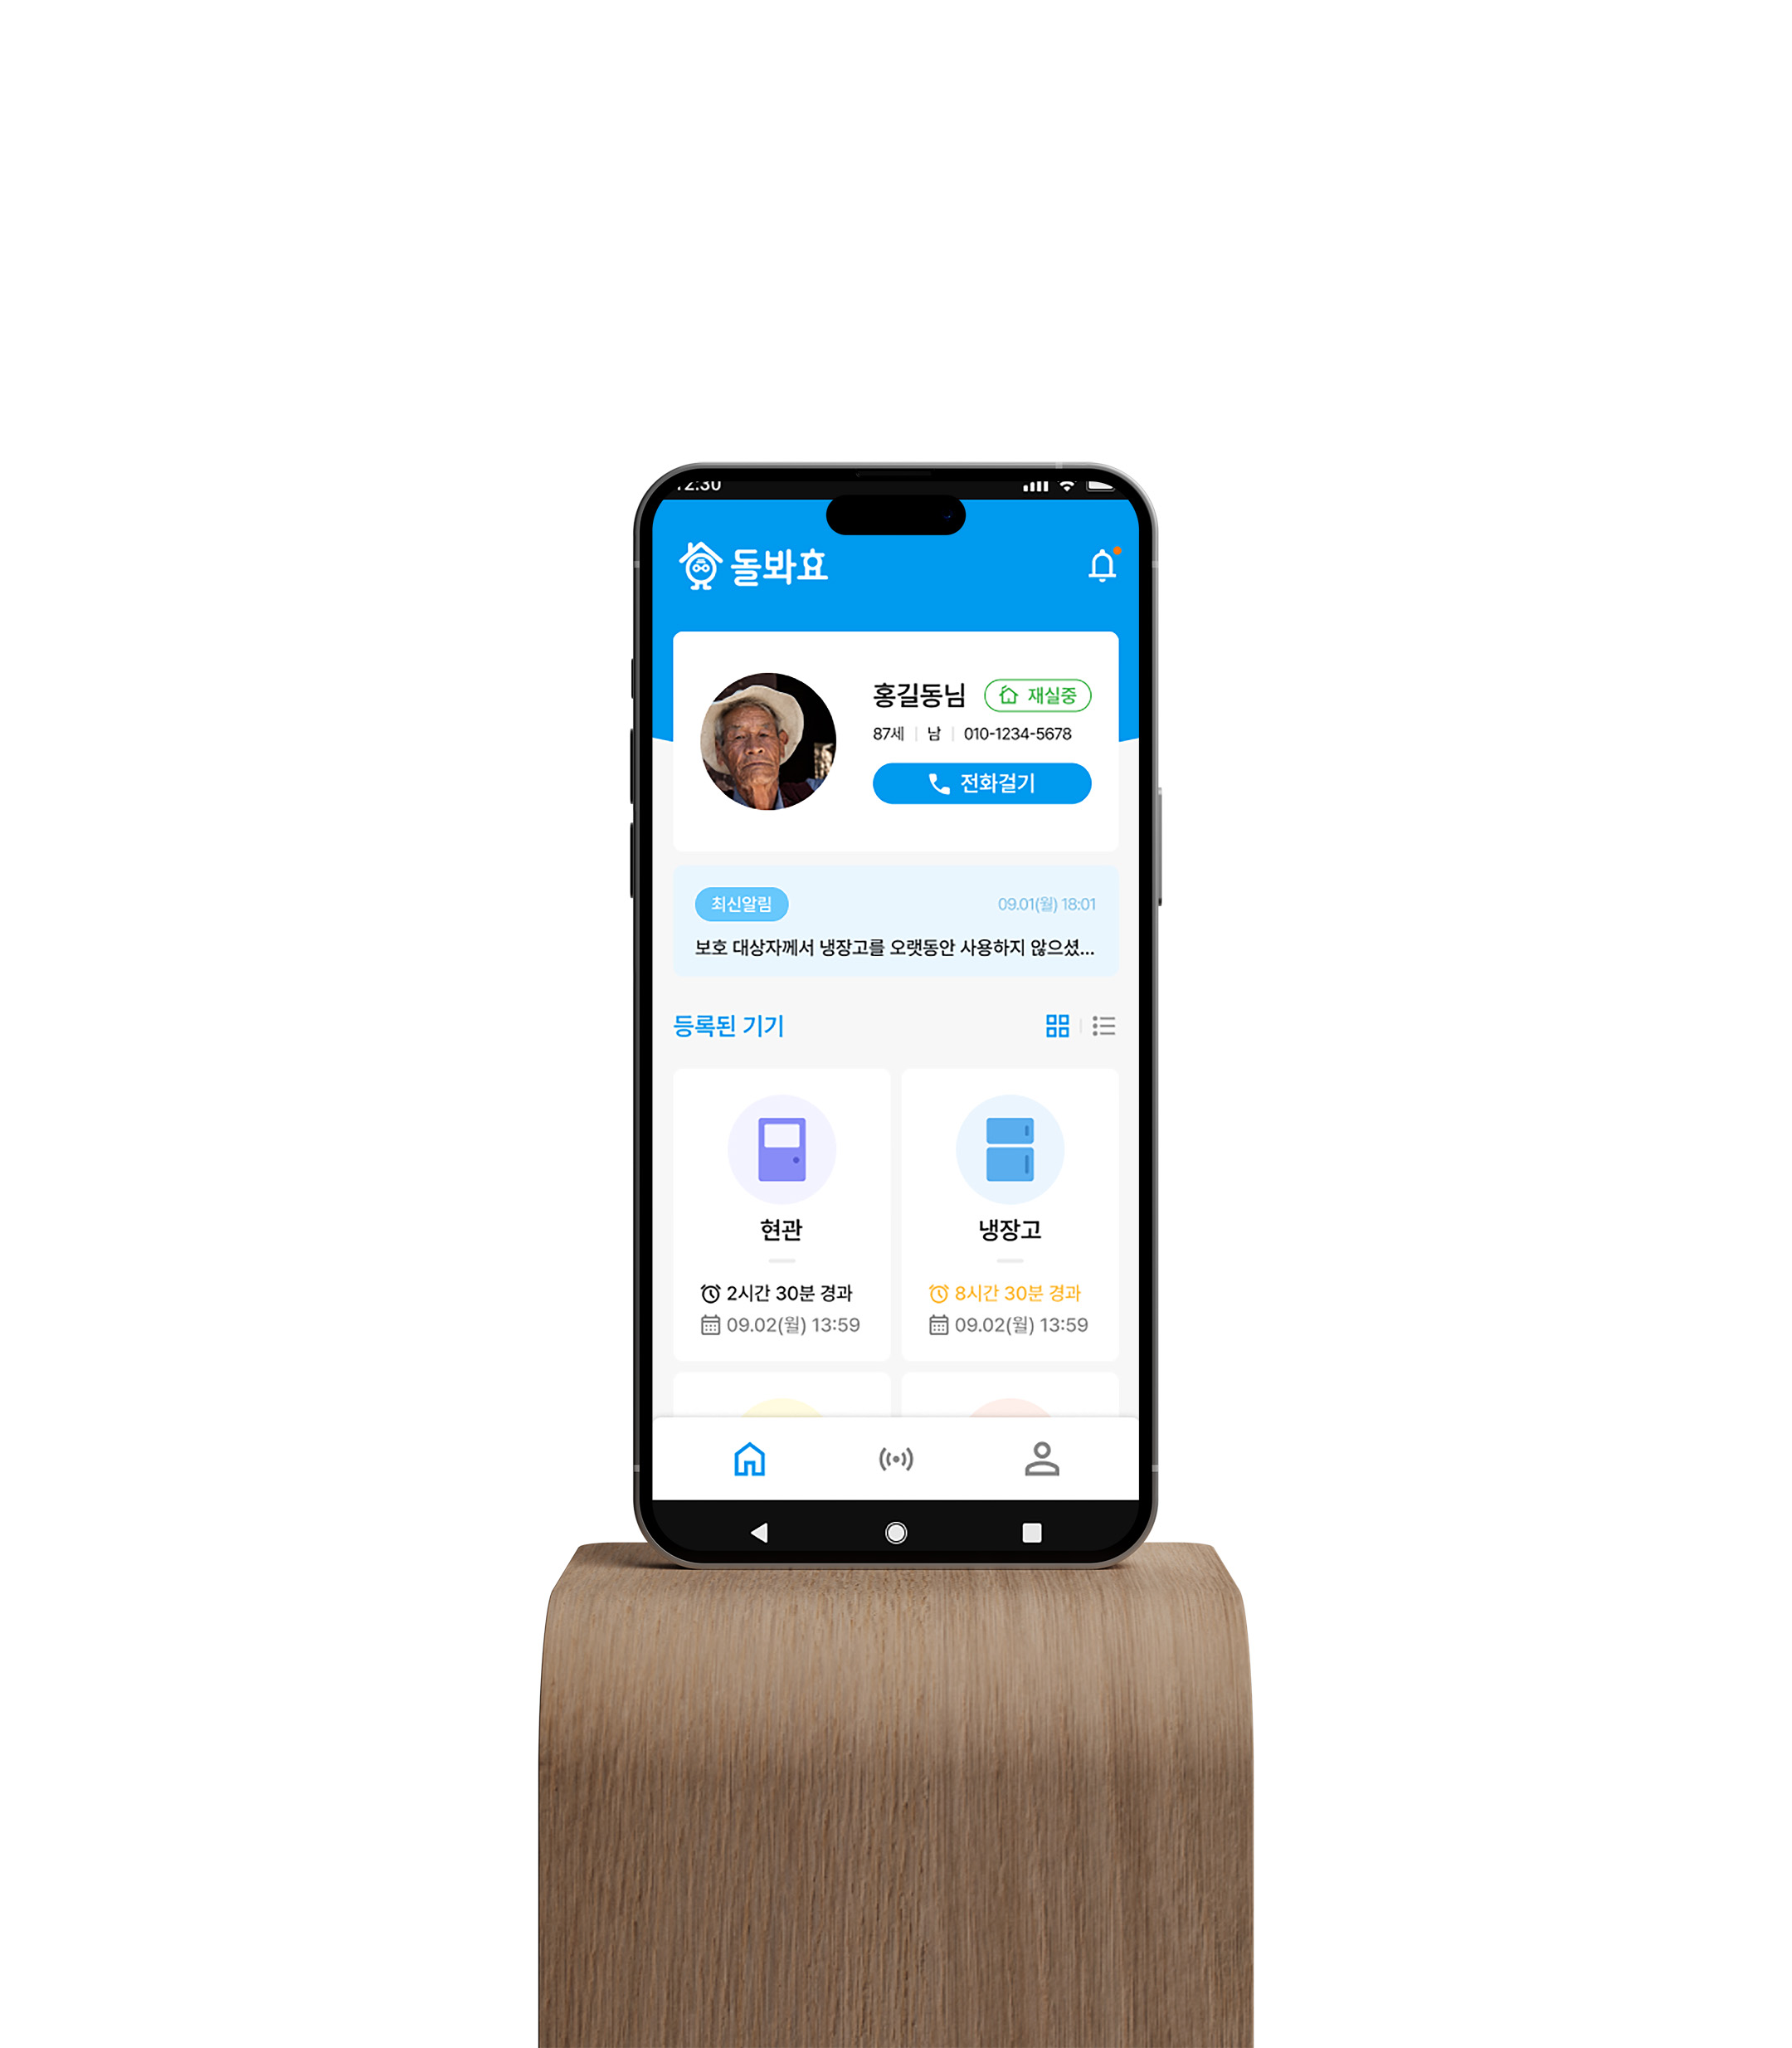 12:30
돌봐효
홍길동님 재실중
87세 | 남 | 010-1234-5678
전화걸기
최신알림 09.01(월) 18:01
보호 대상자께서 냉장고를 오랫동안 사용하지 않으셨...
등록된 기기
현관
2시간 30분 경과
09.02(월) 13:59
냉장고
8시간 30분 경과
09.02(월) 13:59